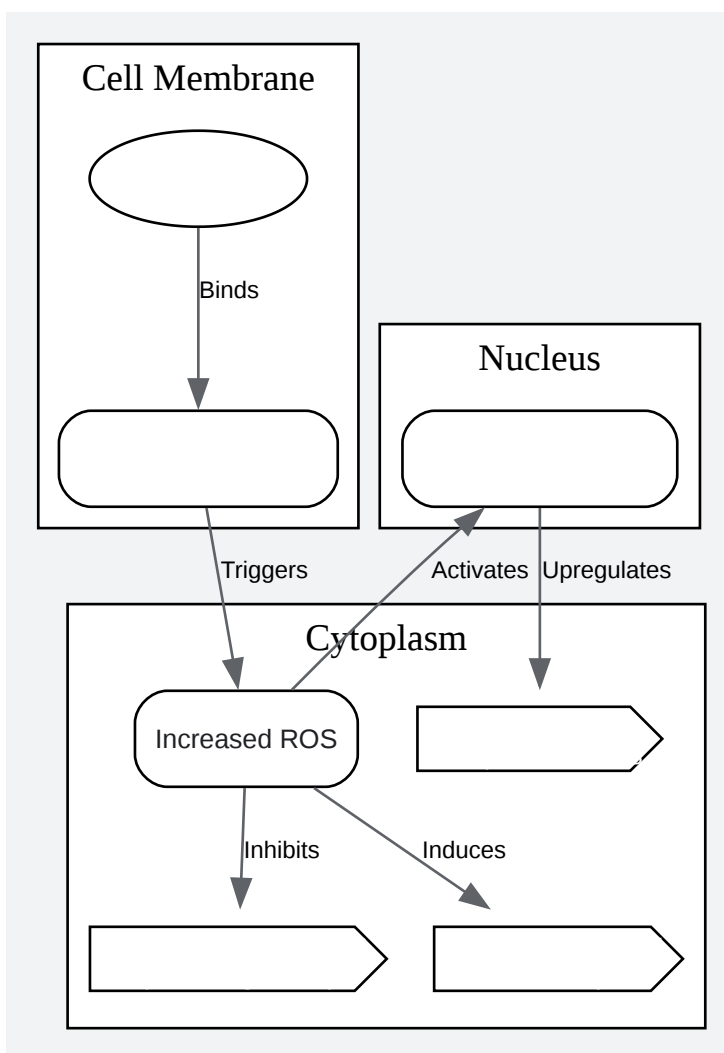 Cell Membrane
Binds
Nucleus
Triggers
Activates
Upregulates
Cytoplasm
Increased ROS
Inhibits
Induces